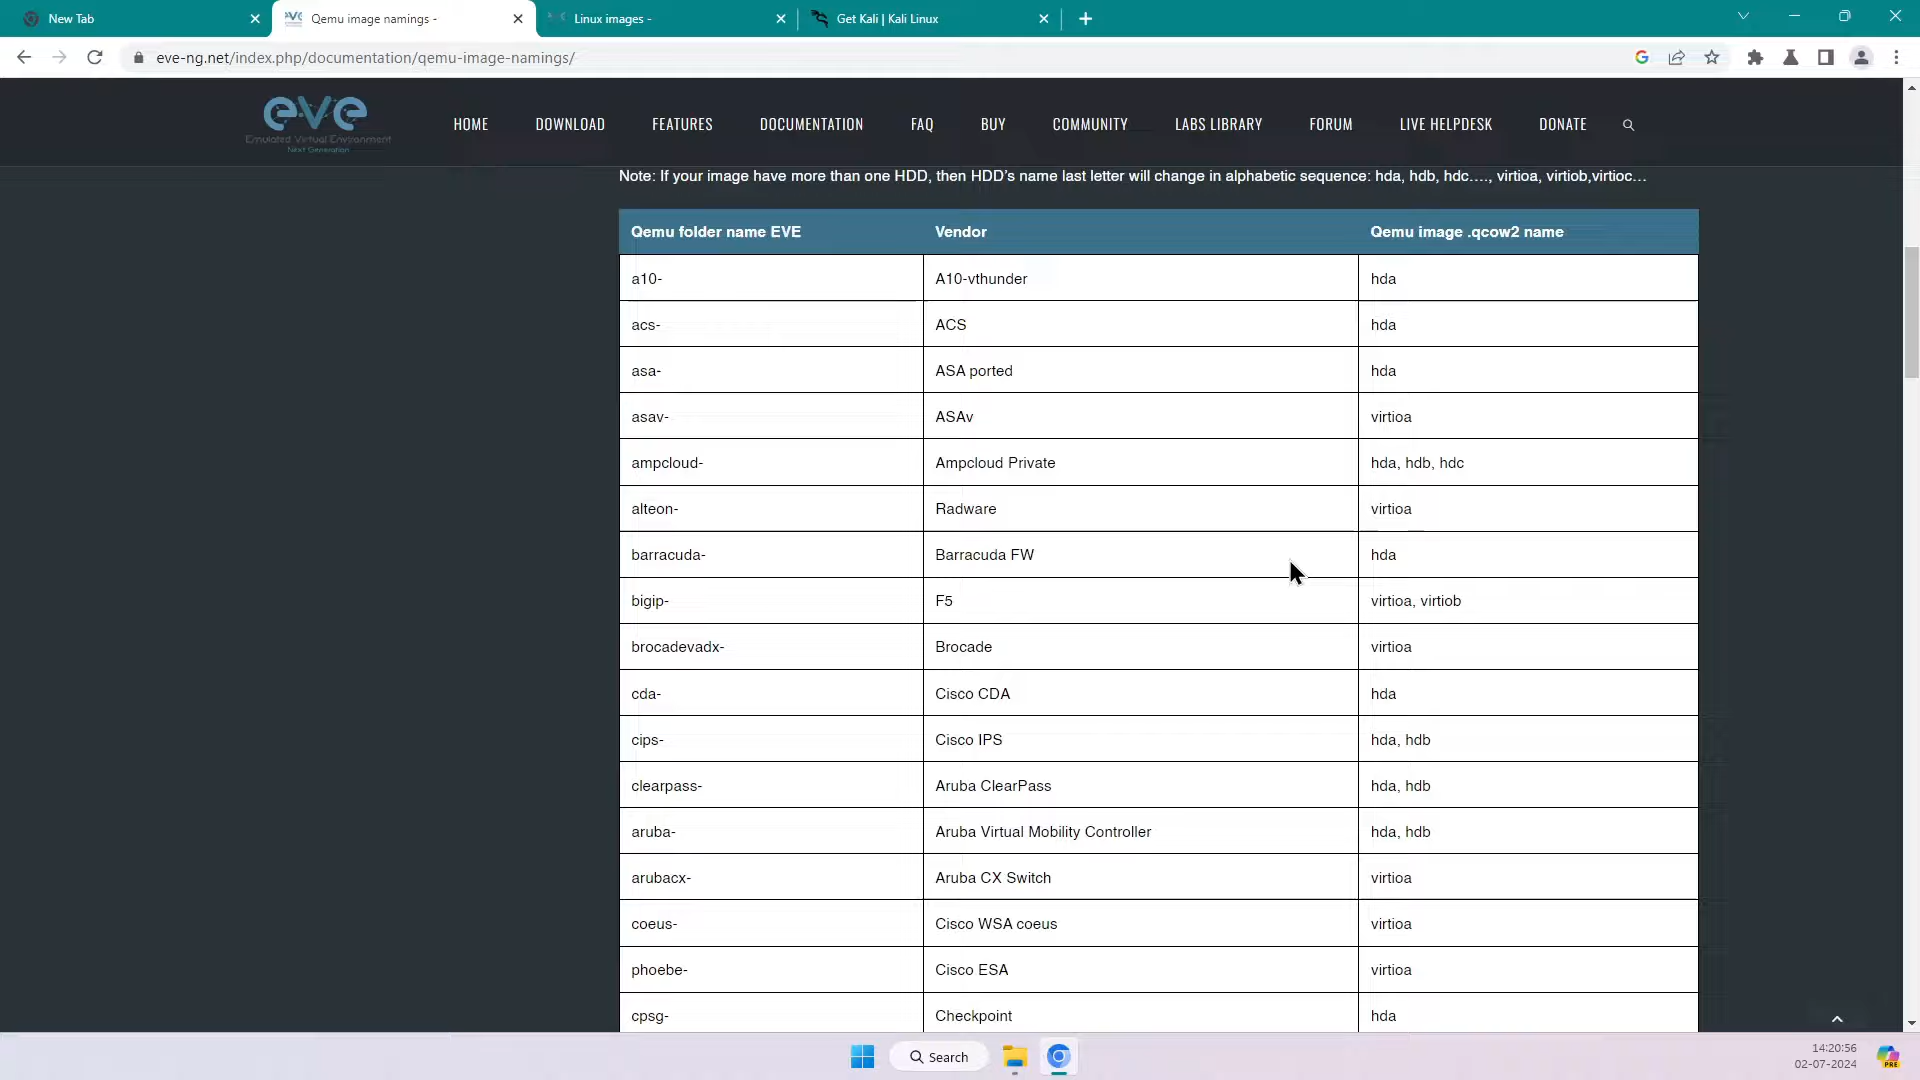 New Tab
Qemu image namings -
Linux images -
Get Kali | Kali Linux
eve-ng.net/index.php/documentation/qemu-image-namings/
eve
Emulated Virtual Environment
Next Generation
HOME DOWNLOAD FEATURES DOCUMENTATION FAQ BUY COMMUNITY LABS LIBRARY FORUM LIVE HELPDESK DONATE
Note: If your image have more than one HDD, then HDD’s name last letter will change in alphabetic sequence: hda, hdb, hdc…., virtioa, virtiob,virtioc…
Qemu folder name EVE Vendor Qemu image .qcow2 name
a10- A10-vthunder hda
acs- ACS hda
asa- ASA ported hda
asav- ASAv virtioa
ampcloud- Ampcloud Private hda, hdb, hdc
alteon- Radware virtioa
barracuda- Barracuda FW hda
bigip- F5 virtioa, virtiob
brocadevadx- Brocade virtioa
cda- Cisco CDA hda
cips- Cisco IPS hda, hdb
clearpass- Aruba ClearPass hda, hdb
aruba- Aruba Virtual Mobility Controller hda, hdb
arubacx- Aruba CX Switch virtioa
coeus- Cisco WSA coeus virtioa
phoebe- Cisco ESA virtioa
cpsg- Checkpoint hda
Search
14:20:56
02-07-2024
PRE